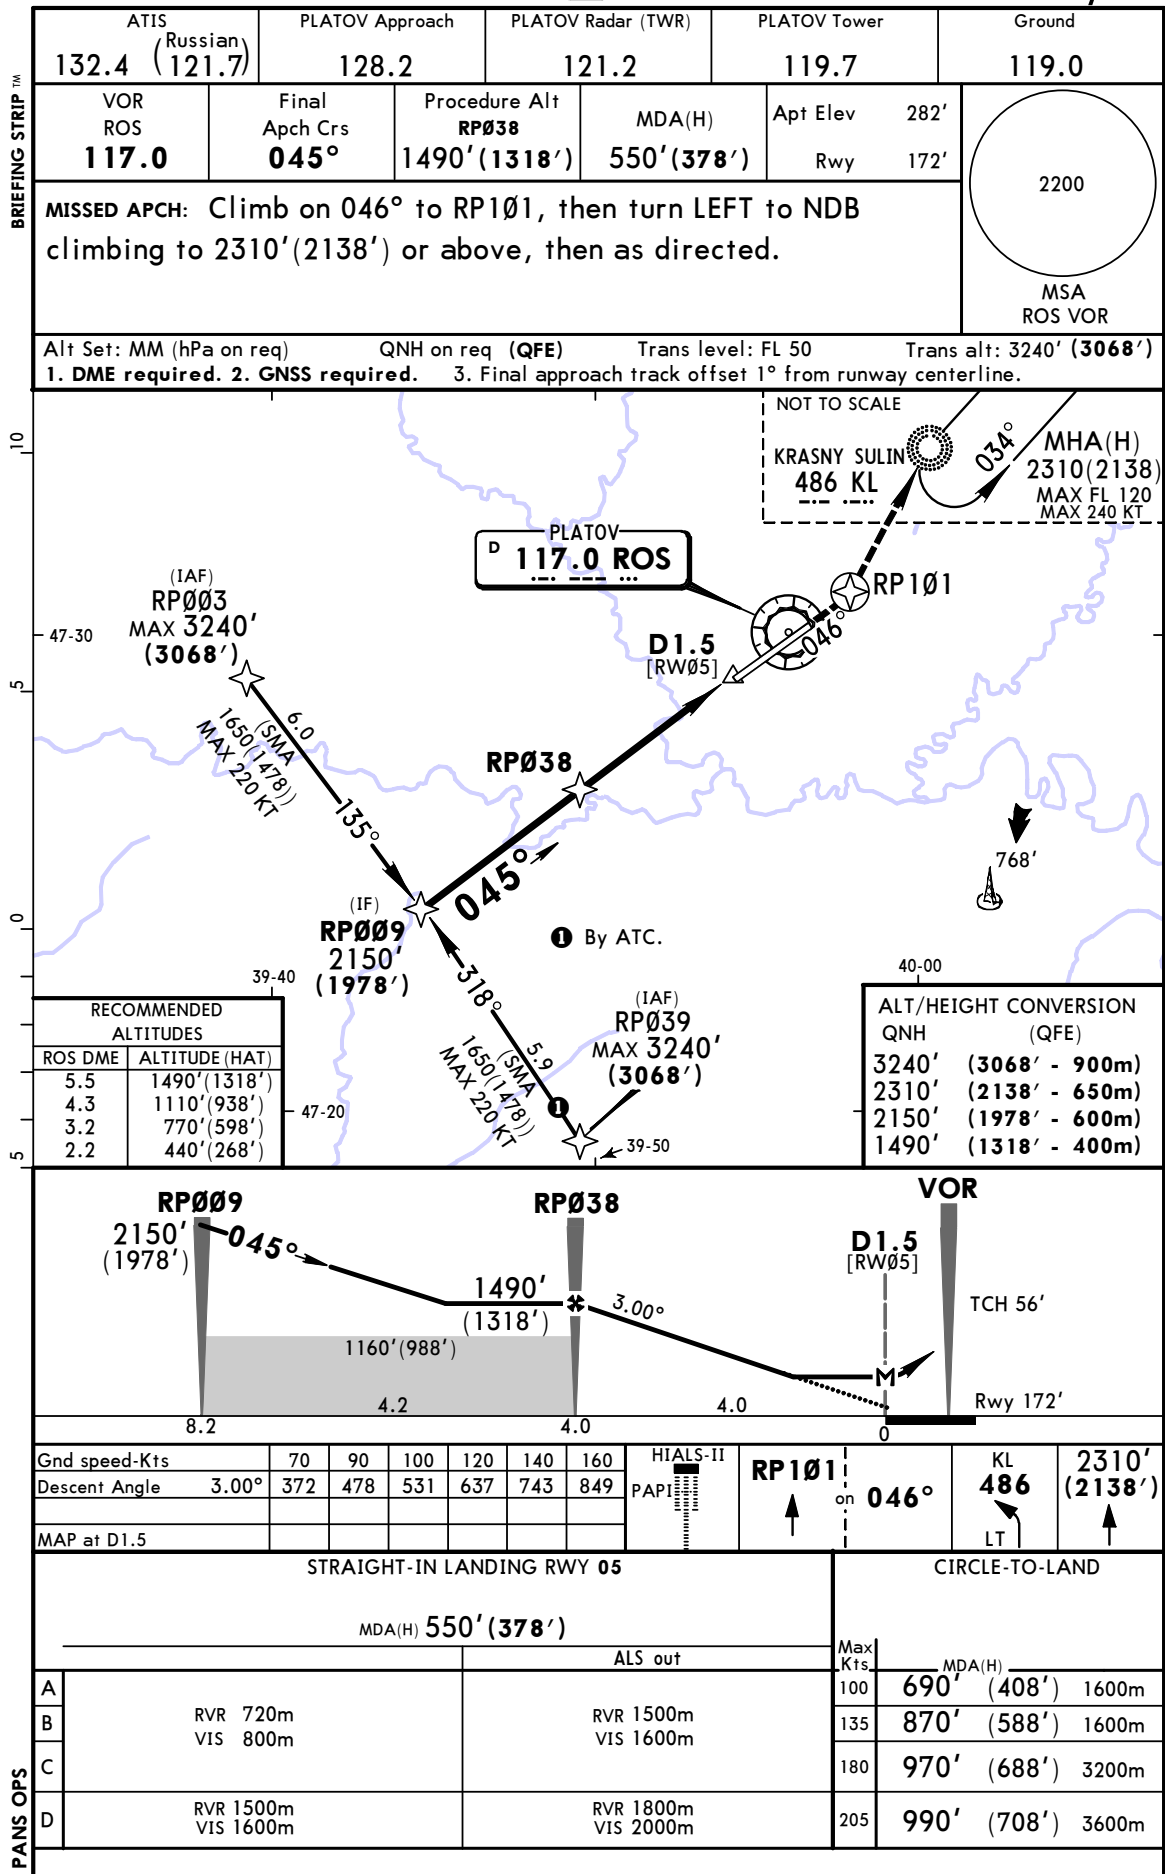 ATIS
132.4 (Russian 121.7)
PLATOV Approach
128.2
PLATOV Radar (TWR)
121.2
PLATOV Tower
119.7
Ground
119.0
BRIEFING STRIP TM
VOR
ROS
117.0
Final
Apch Crs
045°
Procedure Alt
RPØ38
1490'(1318')
MDA(H)
550'(378')
Apt Elev 282'
Rwy 172'
2200
MSA
ROS VOR
MISSED APCH: Climb on 046° to RP1Ø1, then turn LEFT to NDB
climbing to 2310'(2138') or above, then as directed.
Alt Set: MM (hPa on req) QNH on req (QFE) Trans level: FL 50 Trans alt: 3240' (3068')
1. DME required. 2. GNSS required. 3. Final approach track offset 1° from runway centerline.
NOT TO SCALE
KRASNY SULIN
486 KL
034°
MHA(H)
2310(2138)
MAX FL 120
MAX 240 KT
10
PLATOV
D 117.0 ROS
(IAF)
RPØØ3
MAX 3240'
(3068')
RP1Ø1
47-30
D1.5
[RWØ5]
046°
5
6.0
(SMA
1650(1478))
MAX 220 KT
135°
RPØ38
045°
768'
(IF)
RPØØ9
2150'
(1978')
0
1 By ATC.
318°
39-40
40-00
(IAF)
RPØ39
MAX 3240'
(3068')
5.9
(SMA
1650(1478))
MAX 220 KT
1
47-20
39-50
5
RECOMMENDED
ALTITUDES
ROS DME ALTITUDE(HAT)
5.5 1490'(1318')
4.3 1110'(938')
3.2 770'(598')
2.2 440'(268')
ALT/HEIGHT CONVERSION
QNH (QFE)
3240' (3068' - 900m)
2310' (2138' - 650m)
2150' (1978' - 600m)
1490' (1318' - 400m)
RPØØ9
2150'
(1978')
045°
RPØ38
1490'
(1318')
3.00°
VOR
D1.5
[RWØ5]
TCH 56'
1160'(988')
M
Rwy 172'
4.2 4.0
8.2 4.0 0
Gnd speed-Kts 70 90 100 120 140 160
Descent Angle 3.00° 372 478 531 637 743 849
MAP at D1.5
HIALS-II
PAPI
RP1Ø1
on 046°
KL
486
LT
2310'
(2138')
STRAIGHT-IN LANDING RWY 05
CIRCLE-TO-LAND
MDA(H) 550'(378')
ALS out
Max
Kts MDA(H)
A
B
C
RVR 720m
VIS 800m
RVR 1500m
VIS 1600m
100 690' (408') 1600m
135 870' (588') 1600m
180 970' (688') 3200m
D
RVR 1500m
VIS 1600m
RVR 1800m
VIS 2000m
205 990' (708') 3600m
PANS OPS